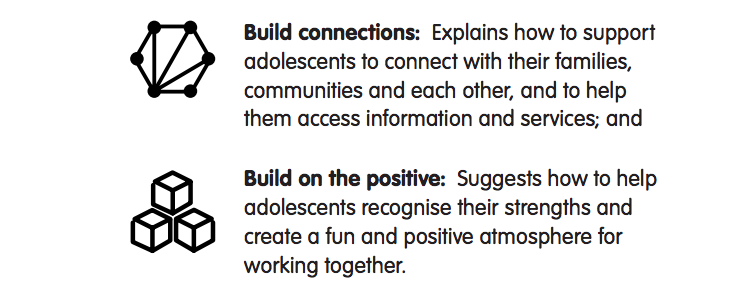 Build connections: Explains how to support
adolescents to connect with their families,
communities and each other, and to help
them access information and services; and
Build on the positive: Suggests how to help
adolescents recognise their strengths and
create a fun and positive atmosphere for
working together.